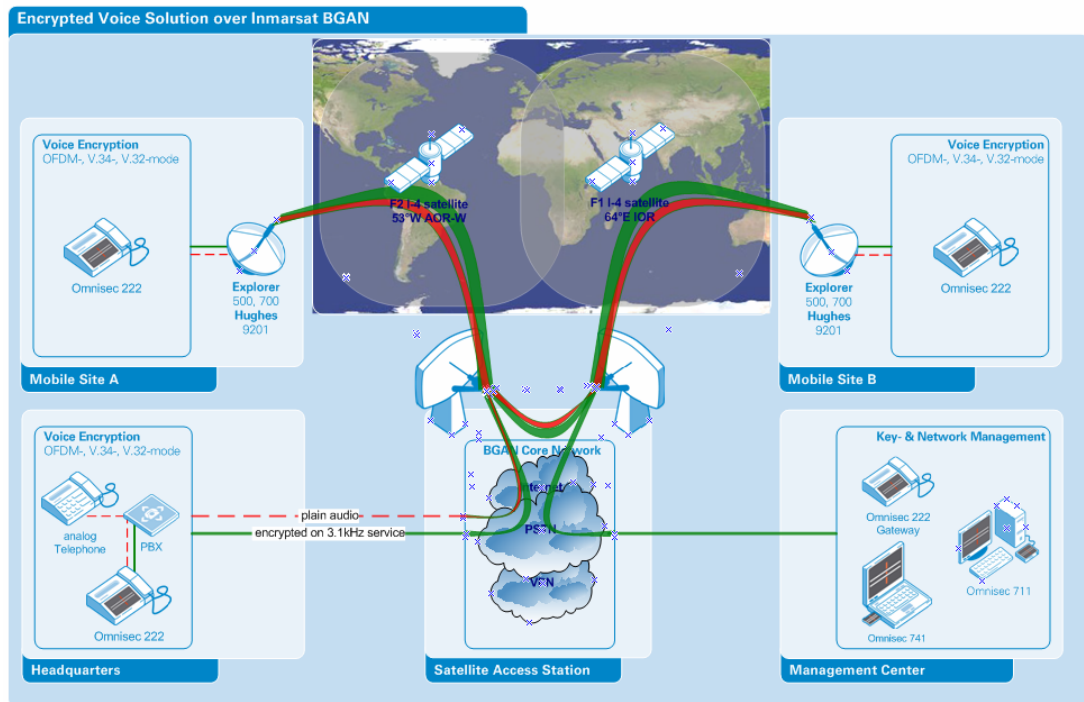 Encrypted Voice Solution over Inmarsat BGAN
F2 I-4 satellite
53°W AOR-W
F1 I-4 satellite
64°E IOR
Voice Encryption
OFDM-, V.34-, V.32-mode
Omnisec 222
Explorer
500, 700
Hughes
9201
Mobile Site A
Voice Encryption
OFDM-, V.34-, V.32-mode
Explorer
500, 700
Hughes
9201
Omnisec 222
Mobile Site B
Voice Encryption
OFDM-, V.34-, V.32-mode
analog
Telephone
PBX
Omnisec 222
Headquarters
plain audio
encrypted on 3.1kHz service
BGAN Core Network
Internet
PSTN
VPN
Satellite Access Station
Key- & Network Management
Omnisec 222
Gateway
Omnisec 711
Omnisec 741
Management Center